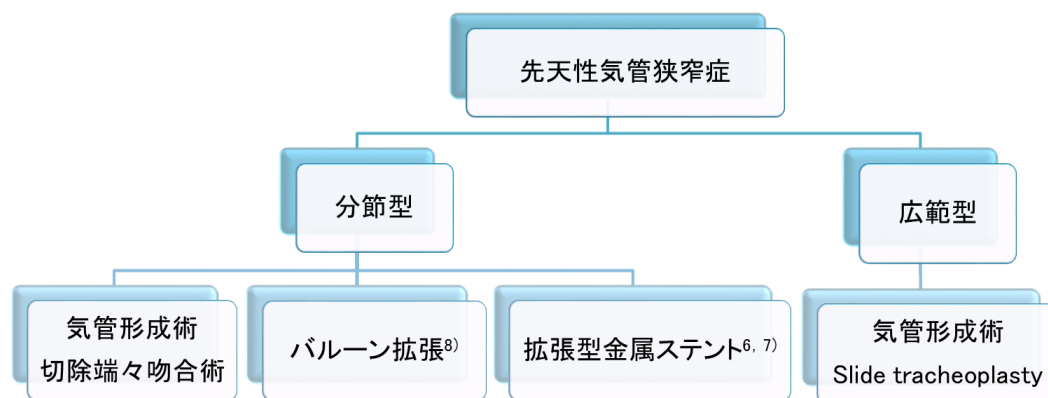 先天性気管狭窄症
分節型
広範型
気管形成術
切除端々吻合術
バルーン拡張8)
拡張型金属ステント6, 7)
気管形成術
Slide tracheoplasty